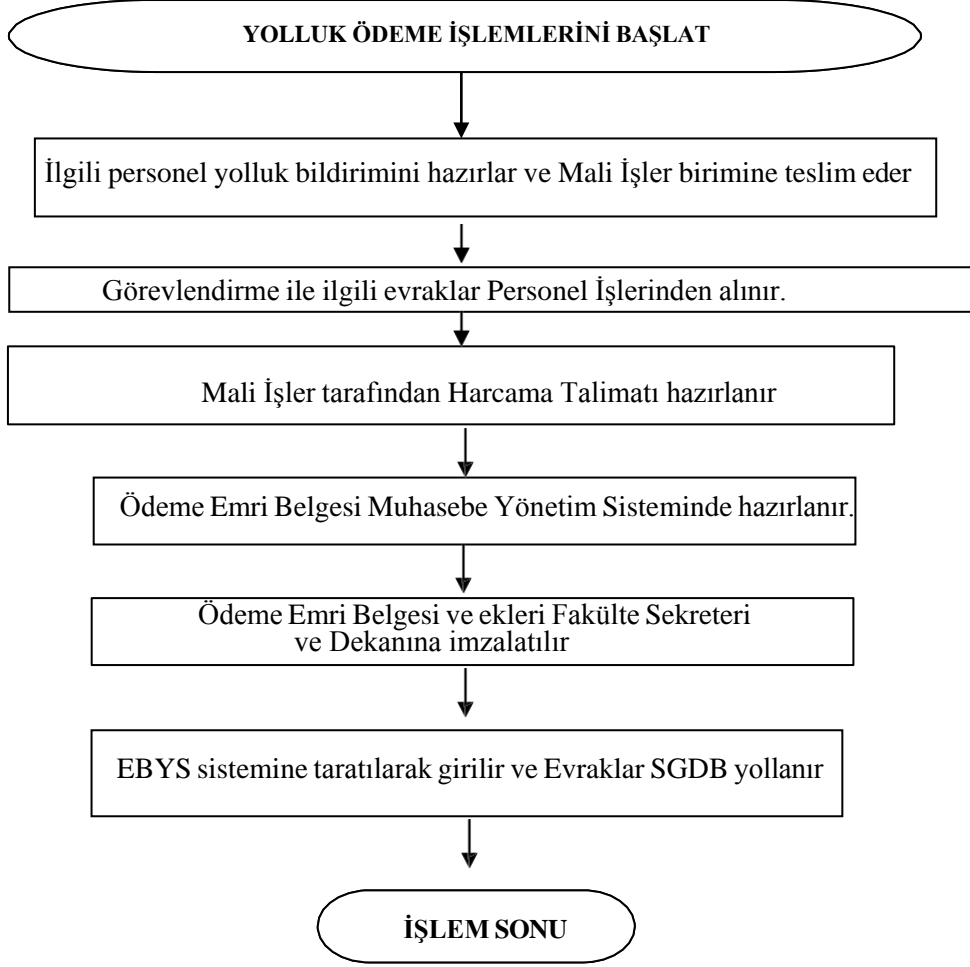 YOLLUK ÖDEME İŞLEMLERİNİ BAŞLAT
İlgili personel yolluk bildirimini hazırlar ve Mali İşler birimine teslim eder
Görevlendirme ile ilgili evraklar Personel İşlerinden alınır.
Mali İşler tarafından Harcama Talimatı hazırlanır
Ödeme Emri Belgesi Muhasebe Yönetim Sisteminde hazırlanır.
Ödeme Emri Belgesi ve ekleri Fakülte Sekreteri
ve Dekanına imzalatılır
EBYS sistemine taratılarak girilir ve Evraklar SGDB yollanır
İŞLEM SONU